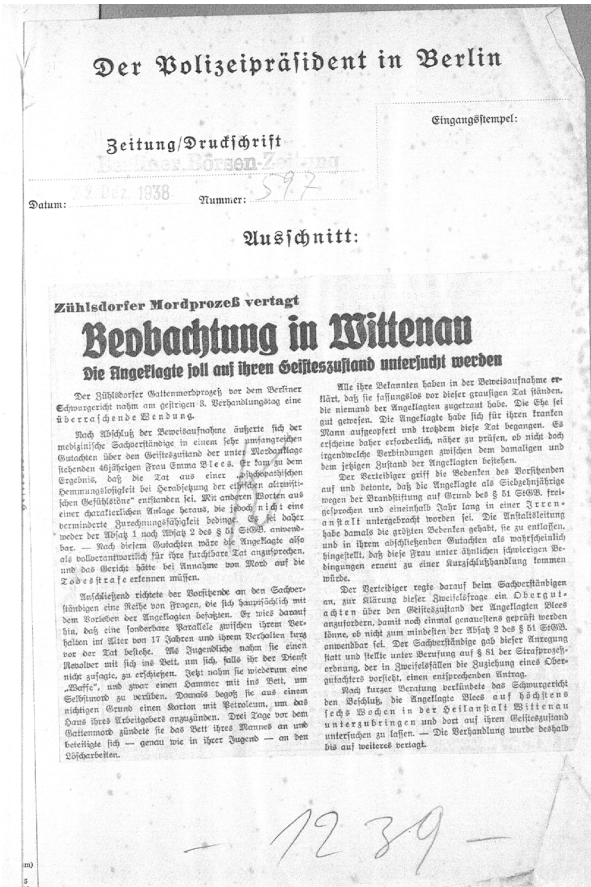 Der Polizeipräsident in Berlin
Eingangsstempel:
Zeitung/Druckschrift
Berliner Börsen-Zeitung
Datum: 22. Dez. 1938 Nummer: 597
Ausschnitt:
Zühlsdorfer Mordprozeß vertagt
Beobachtung in Wittenau
Die Angeklagte soll auf ihren Geisteszustand untersucht werden
Der Zühlsdorfer Gattenmordprozeß vor dem Berliner
Schwurgericht nahm am gestrigen 3. Verhandlungstag eine
überraschende Wendung.
Nach Abschluß der Beweisaufnahme äußerte sich der
medizinische Sachverständige in einem sehr umfangreichen
Gutachten über den Geisteszustand der unter Mordanklage
stehenden 46jährigen Frau Emma Blees. Er kam zu dem
Ergebnis, daß die Tat aus einer „psychopathischen
Hemmungslosigkeit bei Herabsetzung der ethischen altruisti-
schen Gefühlstöne“ entstanden sei. Mit anderen Worten aus
einer charakterlichen Anlage heraus, die jedoch nicht eine
verminderte Zurechnungsfähigkeit bedinge. Es sei daher
weder der Absatz 1 noch Absatz 2 des § 51 StGB. anwend-
bar. — Nach diesem Gutachten wäre die Angeklagte also
als vollverantwortlich für ihre furchtbare Tat anzusprechen,
und das Gericht hätte bei Annahme von Mord auf die
Todesstrafe erkennen müssen.
Anschließend richtete der Vorsitzende an den Sachver-
ständigen eine Reihe von Fragen, die sich hauptsächlich mit
dem Vorleben der Angeklagten befaßten. Er wies darauf
hin, daß eine sonderbare Parallele zwischen ihrem Ver-
halten im Alter von 17 Jahren und ihrem Verhalten kurz
vor der Tat bestehe. Als Jugendliche nahm sie einen
Revolver mit sich ins Bett, um sich, falls ihr der Dienst
nicht zusagte, zu erschießen. Jetzt nahm sie wiederum eine
„Waffe“, und zwar einen Hammer mit ins Bett, um
Selbstmord zu verüben. Damals begoß sie aus einem
nichtigen Grund einen Karton mit Petroleum, um das
Haus ihres Arbeitgebers anzuzünden. Drei Tage vor dem
Gattenmord zündete sie das Bett ihres Mannes an und
beteiligte sich — genau wie in ihrer Jugend — an den
Löscharbeiten.
Alle ihre Bekannten haben in der Beweisaufnahme er-
klärt, daß sie fassungslos vor dieser grausigen Tat ständen,
die niemand der Angeklagten zugetraut habe. Die Ehe sei
gut gewesen. Die Angeklagte habe sich für ihren kranken
Mann aufgeopfert und trotzdem diese Tat begangen. Es
erscheine daher erforderlich, näher zu prüfen, ob nicht doch
irgendwelche Verbindungen zwischen dem damaligen und
dem jetzigen Zustand der Angeklagten bestehen.
Der Verteidiger griff dann die Bedenken des Vorsitzenden
auf und betonte, daß die Angeklagte als Siebzehnjährige
wegen der Brandstiftung auf Grund des § 51 StGB. frei-
gesprochen und eineinhalb Jahr lang in einer Irren-
anstalt untergebracht worden sei. Die Anstaltsleitung
habe damals die größten Bedenken gehabt, sie zu entlassen,
und in ihrem abschließenden Gutachten als wahrscheinlich
hingestellt, daß diese Frau unter ähnlichen schwierigen Be-
dingungen erneut zu einer Kurzschlußhandlung kommen
würde.
Der Verteidiger regte darauf beim Sachverständigen
an, zur Klärung dieser Zweifelsfrage ein Obergut-
achten über den Geisteszustand der Angeklagten Blees
anzufordern, damit noch einmal genauestens geprüft werden
könne, ob nicht zum mindesten der Absatz 2 des § 51 StGB.
anwendbar sei. Der Sachverständige gab dieser Anregung
statt und stellte unter Berufung auf § 81 der Strafprozeß-
ordnung, der in Zweifelsfällen die Zuziehung eines Ober-
gutachters vorsieht, einen entsprechenden Antrag.
Nach kurzer Beratung verkündete das Schwurgericht
den Beschluß, die Angeklagte Blees auf höchstens
sechs Wochen in der Heilanstalt Wittenau
unterzubringen und dort auf ihren Geisteszustand
untersuchen zu lassen. — Die Verhandlung wurde deshalb
bis auf weiteres vertagt.
- 1239 -